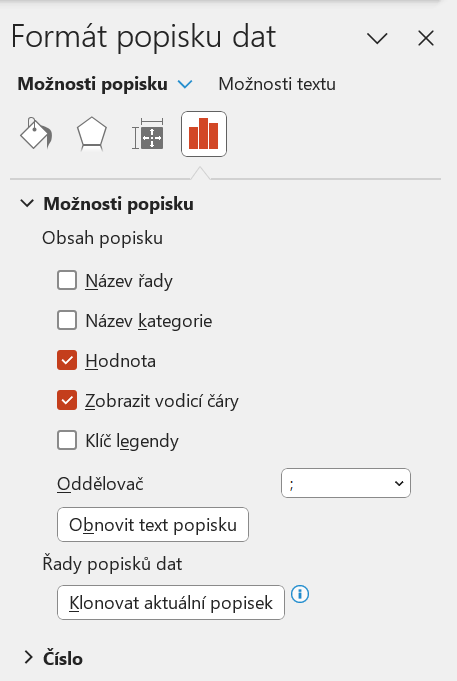 Formát popisku dat
Možnosti popisku Možnosti textu
Možnosti popisku
Obsah popisku
Název řady
Název kategorie
Hodnota
Zobrazit vodicí čáry
Klíč legendy
Oddělovač ;
Obnovit text popisku
Řady popisků dat
Klonovat aktuální popisek
Číslo